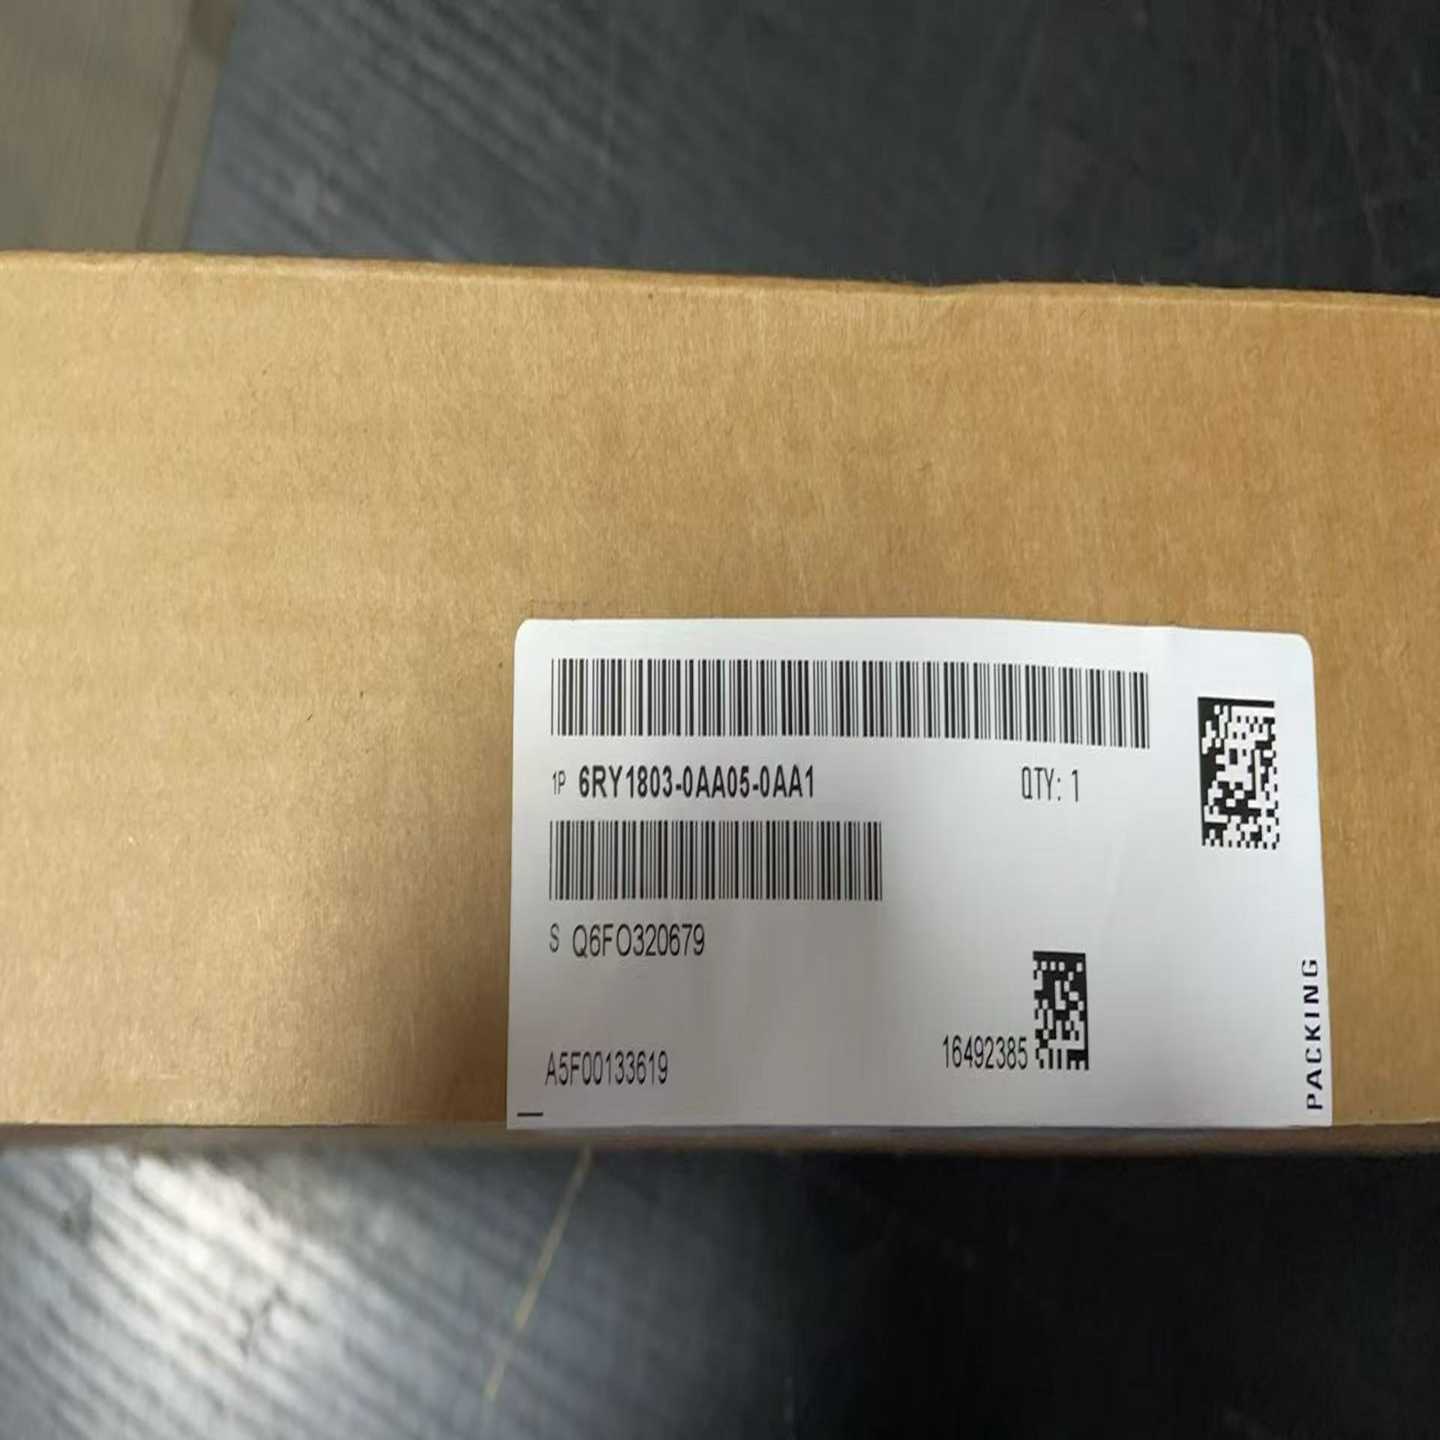 1P 6RY1803-0AA05-0AA1 QTY: 1
S Q6FO320679
A5F00133619 16492385
PACKING